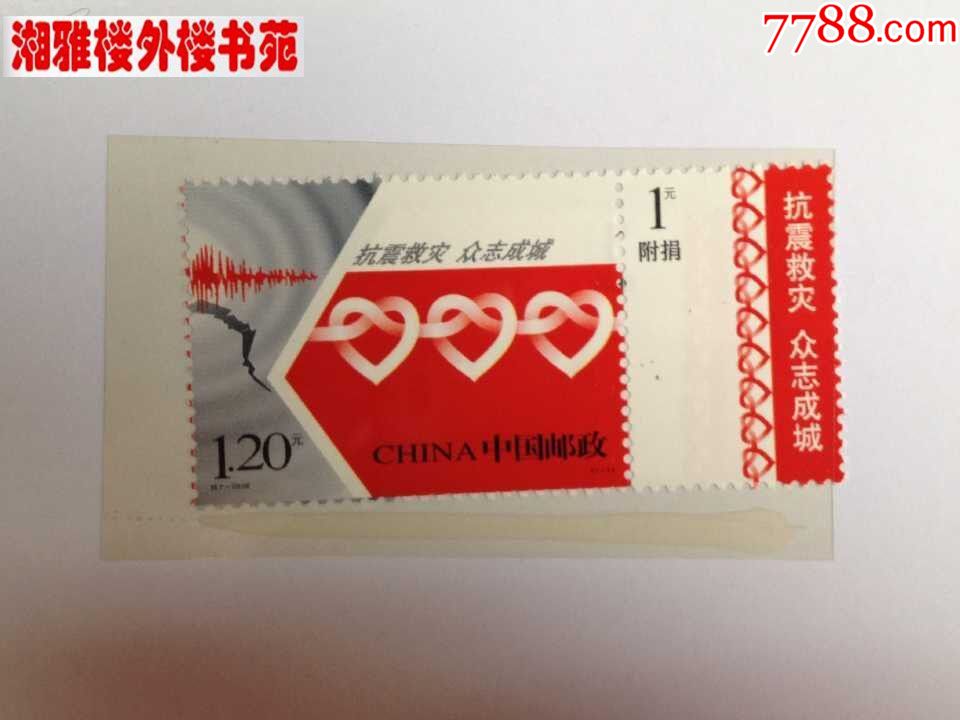 湘雅楼外楼书苑
7788.com
抗震救灾 众志成城
1元
附捐
抗震救灾 众志成城
1.20元
CHINA 中国邮政